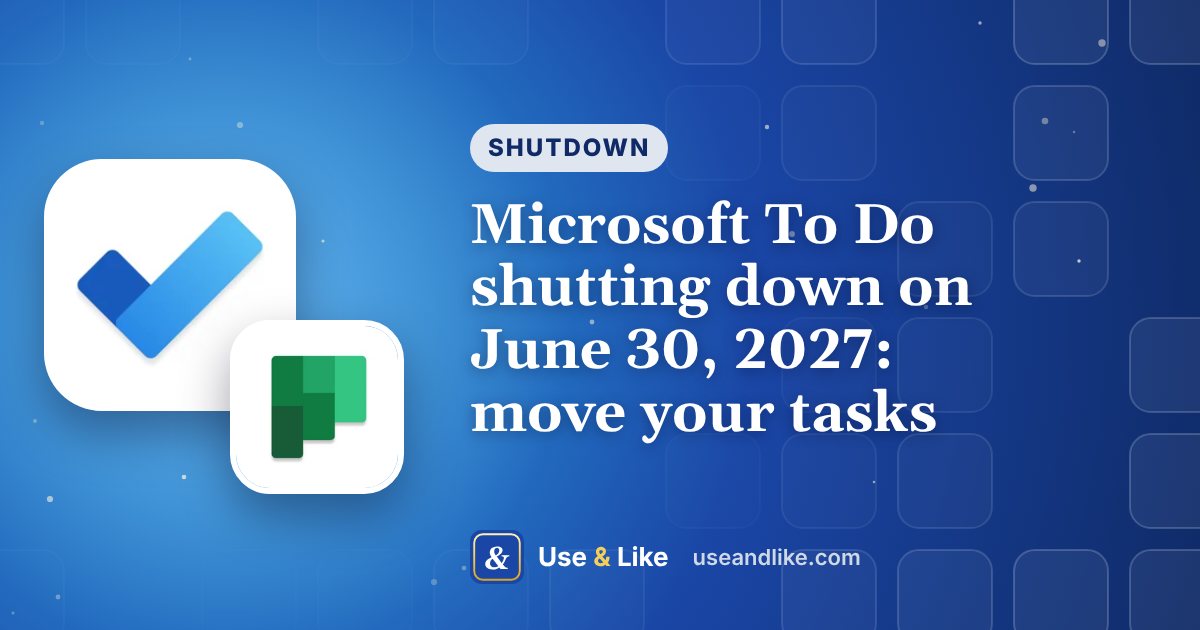 SHUTDOWN
Microsoft To Do
shutting down on
June 30, 2027:
move your tasks
& Use & Like useandlike.com